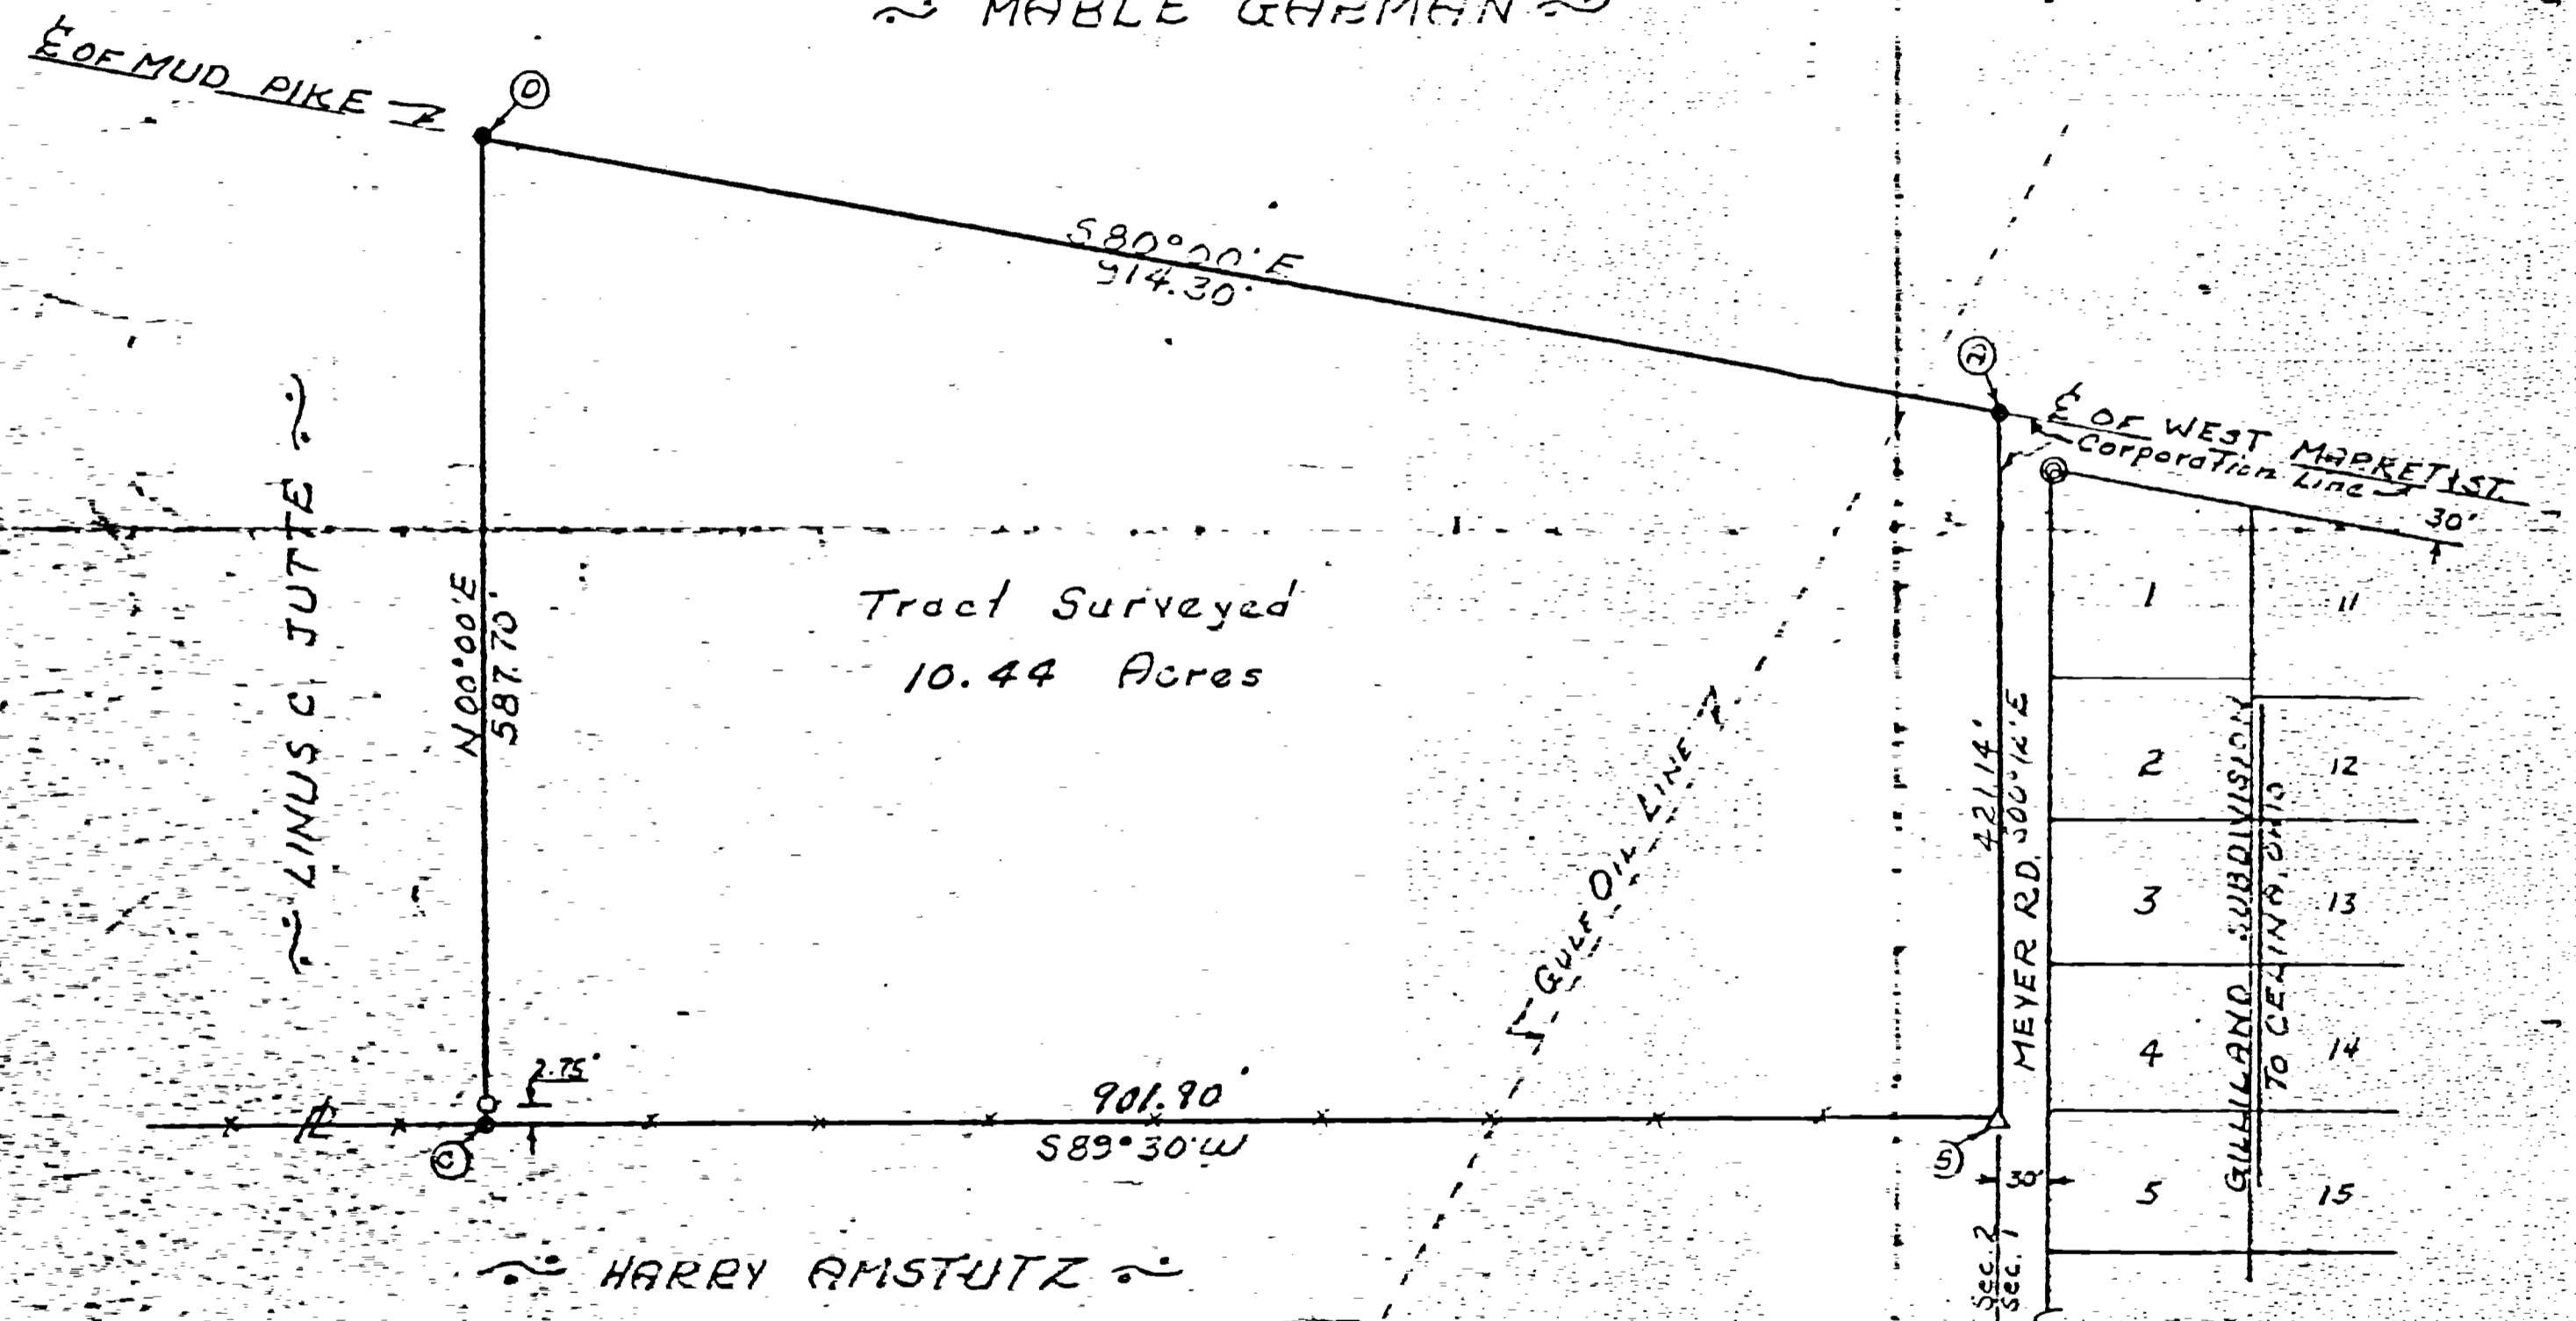 MABLE GARMAN
℄ OF MUD PIKE
D
S80°00'E
914.30'
A
℄ OF WEST MARKET ST.
Corporation Line
30'
LINUS C. JUTTE
N00°00'E
587.70'
Tract Surveyed
10.44 Acres
GULF OIL LINE
421.14'
MEYER RD.
1
11
2
12
3
13
4
14
5
15
GILLILAND SUBDIVISION
TO CELINA, OHIO
2.75'
901.90'
S89°30'W
C
30'
Sec. 2
Sec. 1
HARRY AMSTUTZ